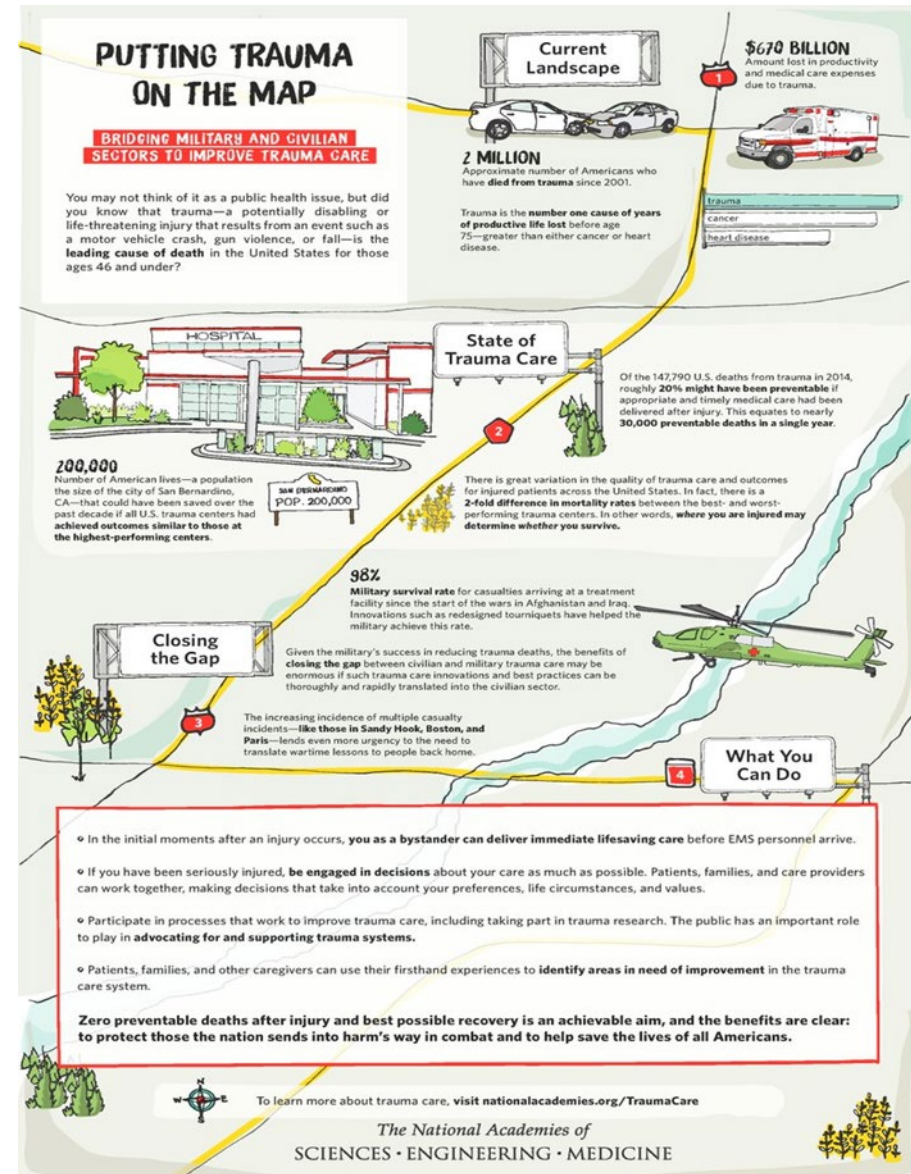 PUTTING TRAUMA
ON THE MAP
BRIDGING MILITARY AND CIVILIAN
SECTORS TO IMPROVE TRAUMA CARE
You may not think of it as a public health issue, but did
you know that trauma—a potentially disabling or
life-threatening injury that results from an event such as
a motor vehicle crash, gun violence, or fall—is the
leading cause of death in the United States for those
ages 46 and under?
Current
Landscape
2 MILLION
Approximate number of Americans who
have died from trauma since 2001.
Trauma is the number one cause of years
of productive life lost before age
75—greater than either cancer or heart
disease.
1
$670 BILLION
Amount lost in productivity
and medical care expenses
due to trauma.
trauma
cancer
heart disease
HOSPITAL
State of
Trauma Care
2
200,000
Number of American lives—a population
the size of the city of San Bernardino,
CA—that could have been saved over the
past decade if all U.S. trauma centers had
achieved outcomes similar to those at
the highest-performing centers.
SAN BERNARDINO
POP. 200,000
Of the 147,790 U.S. deaths from trauma in 2014,
roughly 20% might have been preventable if
appropriate and timely medical care had been
delivered after injury. This equates to nearly
30,000 preventable deaths in a single year.
There is great variation in the quality of trauma care and outcomes
for injured patients across the United States. In fact, there is a
2-fold difference in mortality rates between the best- and worst-
performing trauma centers. In other words, where you are injured may
determine whether you survive.
Closing
the Gap
3
98%
Military survival rate for casualties arriving at a treatment
facility since the start of the wars in Afghanistan and Iraq.
Innovations such as redesigned tourniquets have helped the
military achieve this rate.
Given the military's success in reducing trauma deaths, the benefits of
closing the gap between civilian and military trauma care may be
enormous if such trauma care innovations and best practices can be
thoroughly and rapidly translated into the civilian sector.
The increasing incidence of multiple casualty
incidents—like those in Sandy Hook, Boston, and
Paris—lends even more urgency to the need to
translate wartime lessons to people back home.
4
What You
Can Do
• In the initial moments after an injury occurs, you as a bystander can deliver immediate lifesaving care before EMS personnel arrive.
• If you have been seriously injured, be engaged in decisions about your care as much as possible. Patients, families, and care providers
can work together, making decisions that take into account your preferences, life circumstances, and values.
• Participate in processes that work to improve trauma care, including taking part in trauma research. The public has an important role
to play in advocating for and supporting trauma systems.
• Patients, families, and other caregivers can use their firsthand experiences to identify areas in need of improvement in the trauma
care system.
Zero preventable deaths after injury and best possible recovery is an achievable aim, and the benefits are clear:
to protect those the nation sends into harm's way in combat and to help save the lives of all Americans.
N
W E
S
To learn more about trauma care, visit nationalacademies.org/TraumaCare
The National Academies of
SCIENCES • ENGINEERING • MEDICINE